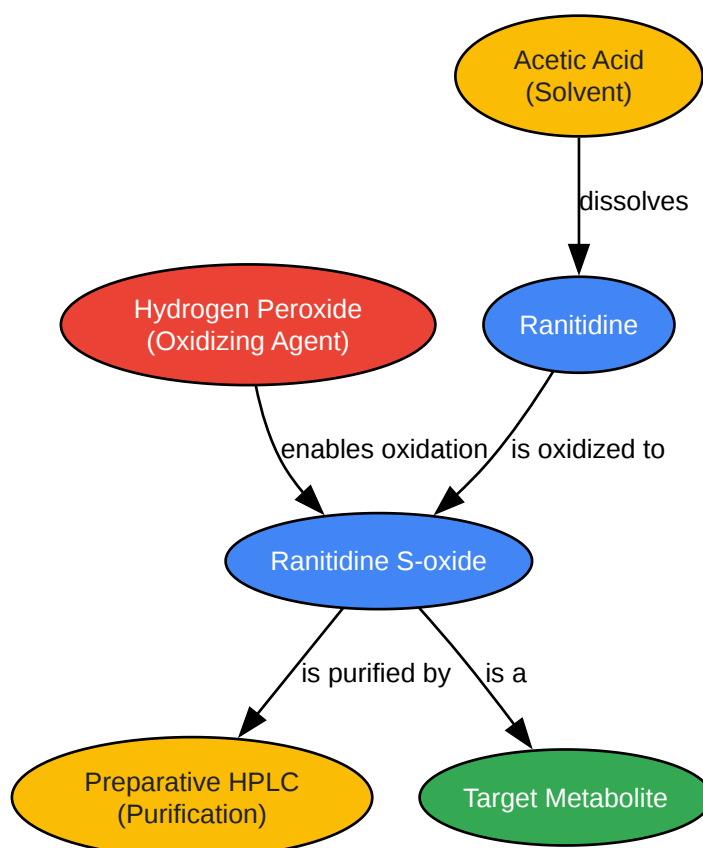 Acetic Acid
(Solvent)
dissolves
Hydrogen Peroxide
(Oxidizing Agent)
Ranitidine
enables oxidation
is oxidized to
Ranitidine S-oxide
is purified by
is a
Preparative HPLC
(Purification)
Target Metabolite